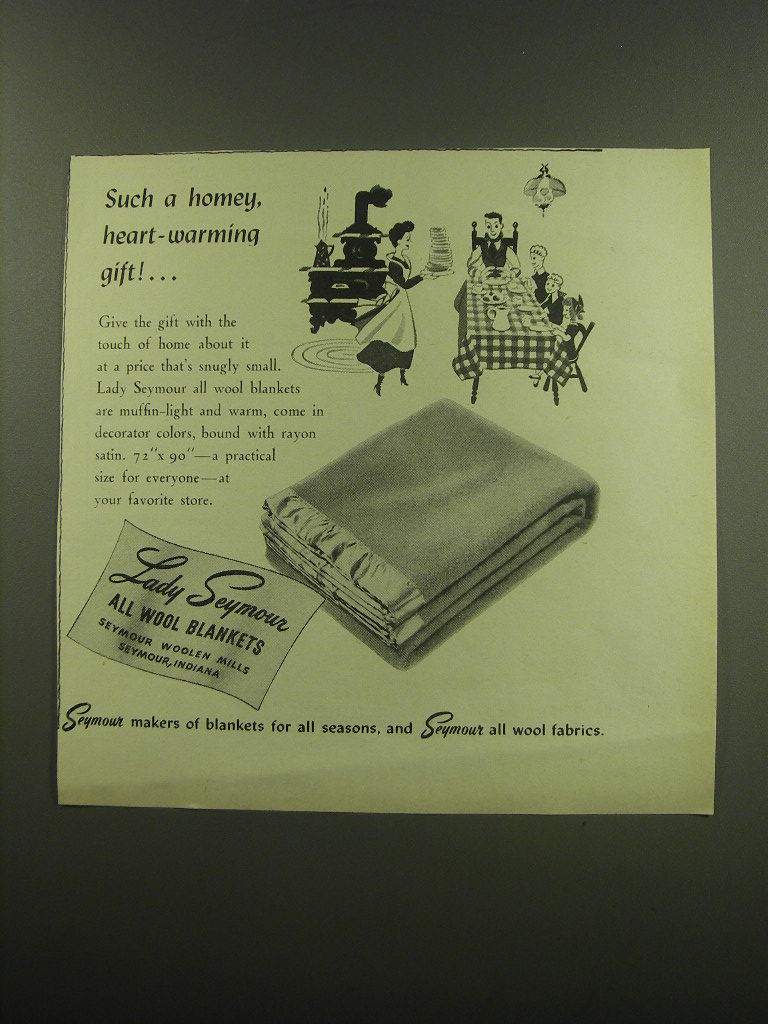 Such a homey,
heart-warming
gift!...
Give the gift with the
touch of home about it
at a price that's snugly small.
Lady Seymour all wool blankets
are muffin-light and warm, come in
decorator colors, bound with rayon
satin. 72"x 90"—a practical
size for everyone—at
your favorite store.
Lady Seymour
ALL WOOL BLANKETS
SEYMOUR WOOLEN MILLS
SEYMOUR, INDIANA
Seymour makers of blankets for all seasons, and Seymour all wool fabrics.